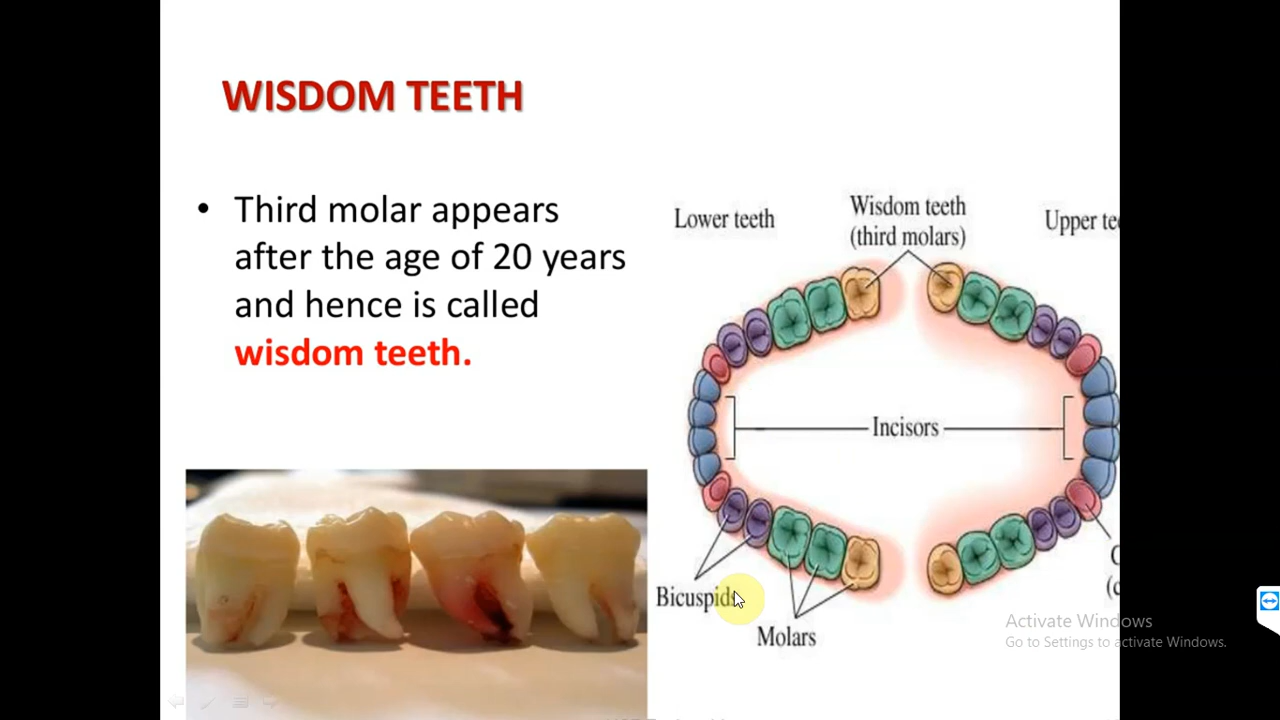 WISDOM TEETH
• Third molar appears
after the age of 20 years
and hence is called
wisdom teeth.
Lower teeth
Wisdom teeth
(third molars)
Upper te
Incisors
Bicuspids
Molars
Activate Windows
Go to Settings to activate Windows.